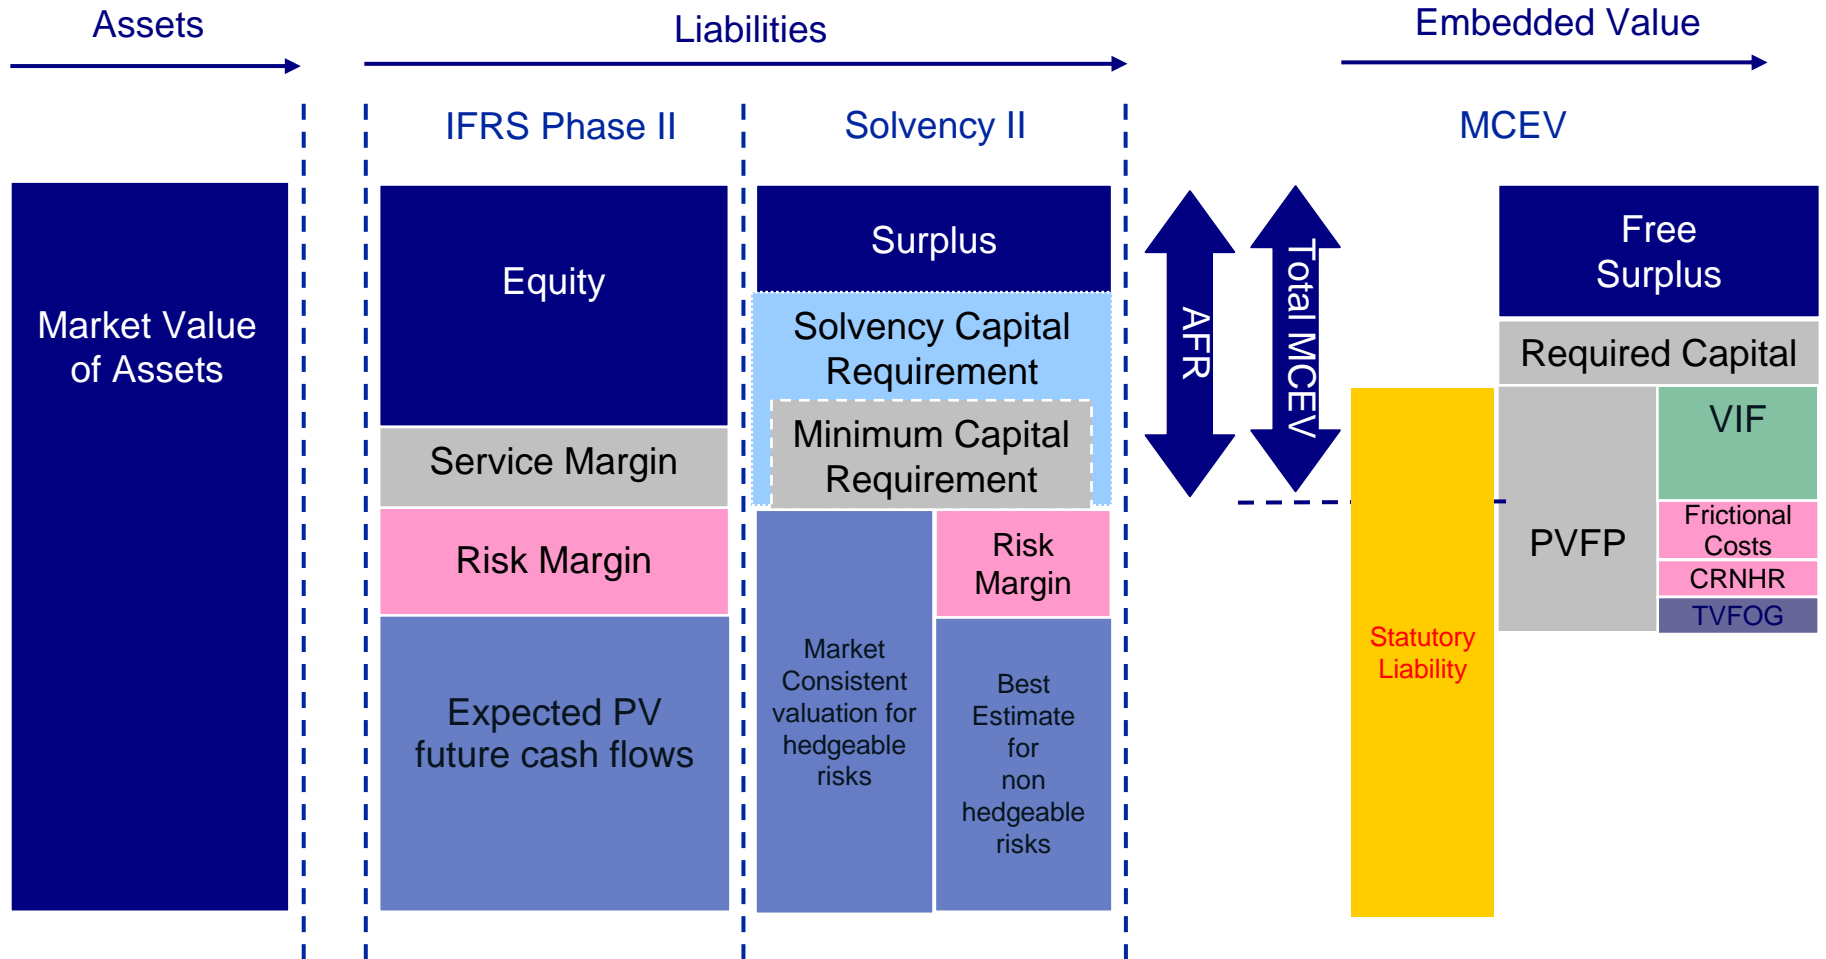 Assets
Liabilities
Embedded Value
IFRS Phase II
Solvency II
MCEV
Market Value
of Assets
Equity
Service Margin
Risk Margin
Expected PV
future cash flows
Surplus
Solvency Capital
Requirement
Minimum Capital
Requirement
Market
Consistent
valuation for
hedgeable
risks
Risk
Margin
Best
Estimate
for
non
hedgeable
risks
AFR
Total MCEV
Statutory
Liability
Free
Surplus
Required Capital
PVFP
VIF
Frictional
Costs
CRNHR
TVFOG